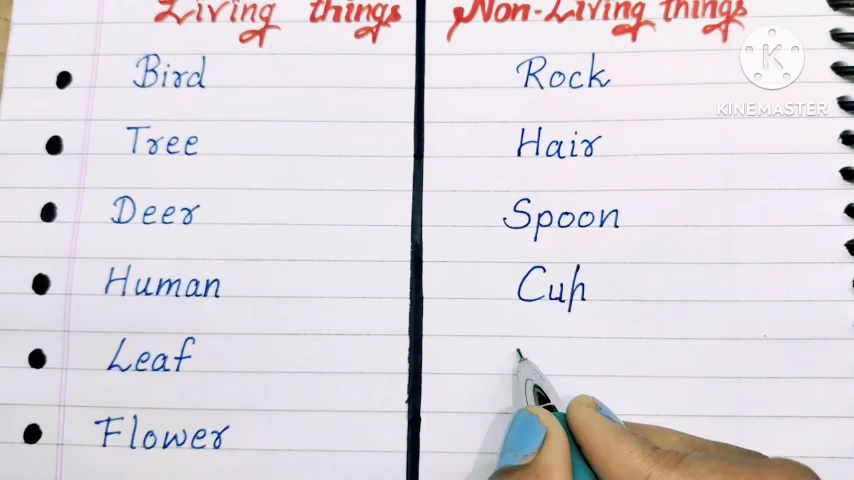 Living things
Non-Living things
Bird
Rock
Tree
Hair
Deer
Spoon
Human
Cup
Leaf
Flower
K
KINEMASTER